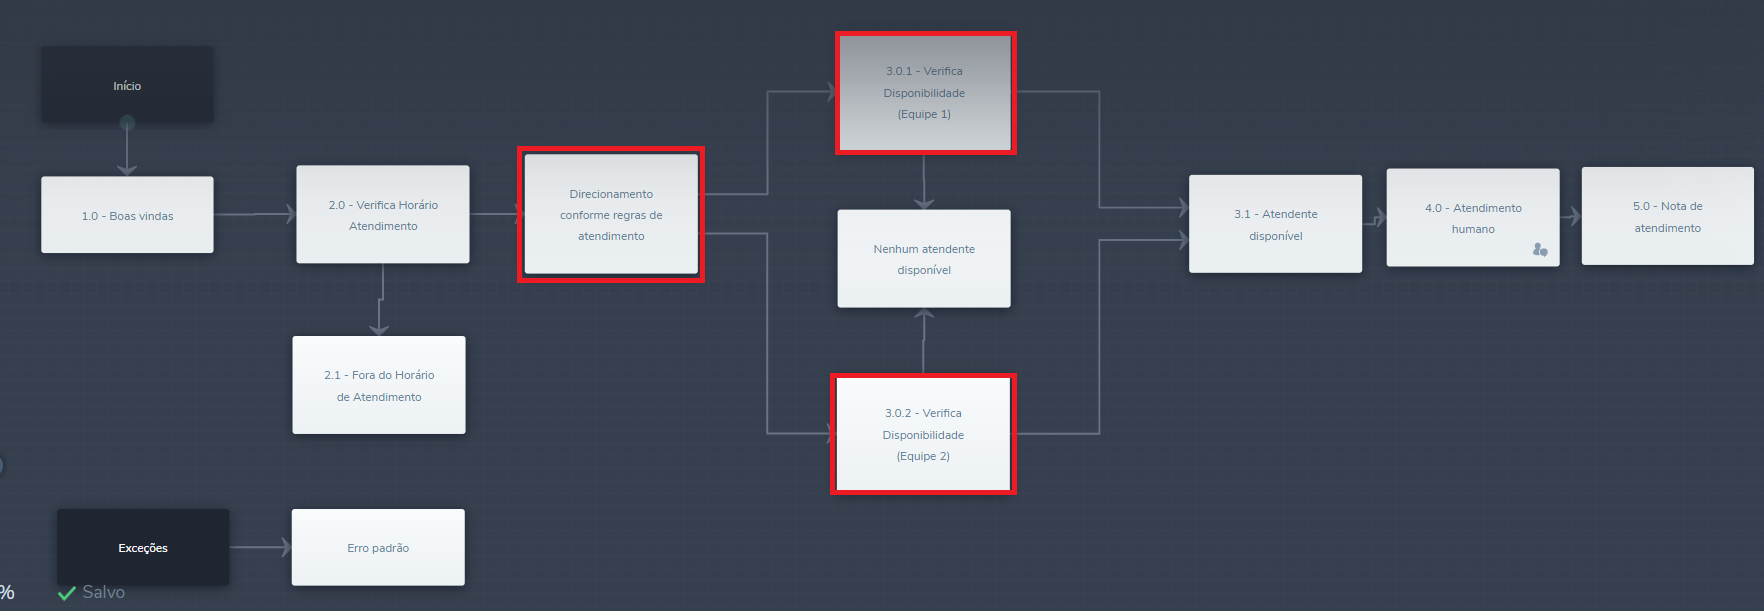 Início
1.0 - Boas vindas
2.0 - Verifica Horário
Atendimento
2.1 - Fora do Horário
de Atendimento
Direcionamento
conforme regras de
atendimento
3.0.1 - Verifica
Disponibilidade
(Equipe 1)
Nenhum atendente
disponível
3.0.2 - Verifica
Disponibilidade
(Equipe 2)
3.1 - Atendente
disponível
4.0 - Atendimento
humano
5.0 - Nota de
atendimento
Exceções
Erro padrão
%
Salvo